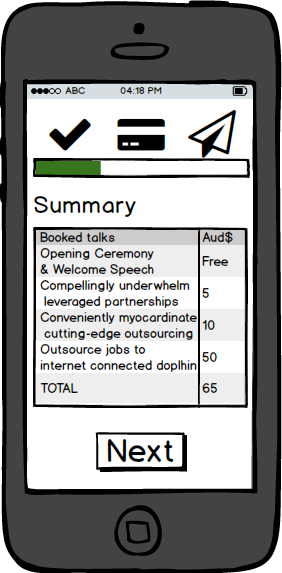 ABC 04:18 PM
Summary
Booked talks Aud$
Opening Ceremony
& Welcome Speech Free
Compellingly underwhelm
leveraged partnerships 5
Conveniently myocardinate
cutting-edge outsourcing 10
Outsource jobs to
internet connected doplhin 50
TOTAL 65
Next